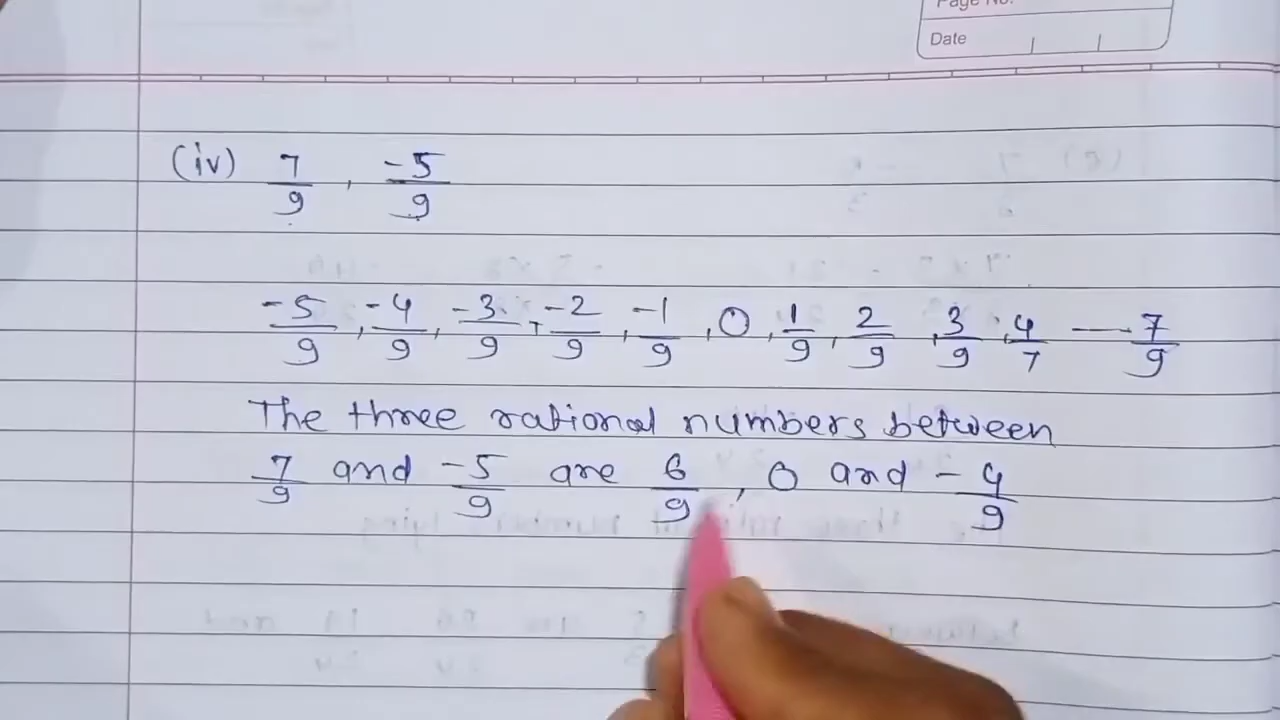 Page No.
Date
(iv) 7/9 , -5/9
-5/9 , -4/9 , -3/9 , -2/9 , -1/9 , 0 , 1/9 , 2/9 , 3/9 , 4/7 — 7/9
The three rational numbers between
7/9 and -5/9 are 6/9 , 0 and -4/9